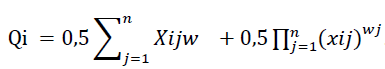 Qi = 0,5 ∑_{j=1}^{n} Xijw + 0,5 ∏_{j=1}^{n}(xij)^{wj}